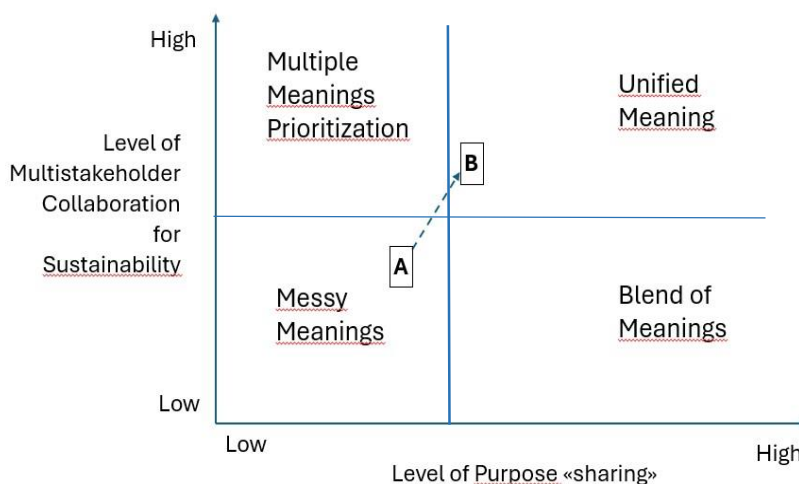 High
Level of
Multistakeholder
Collaboration
for
Sustainability
Low
Multiple
Meanings
Prioritization
Unified
Meaning
B
A
Messy
Meanings
Blend of
Meanings
Low
High
Level of Purpose «sharing»